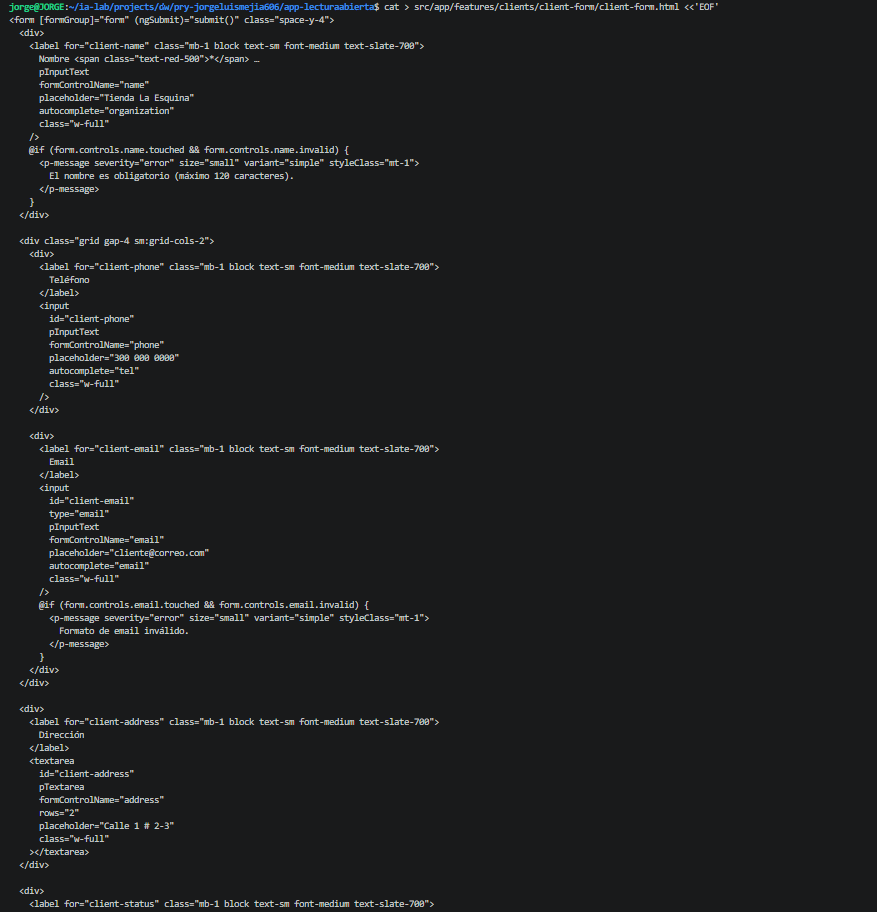 jorge@JORGE:~/ia-lab/projects/dw/pry-jorgeluismejia606/app-lecturaabierta$ cat > src/app/features/clients/client-form/client-form.html <<'EOF'
<form [formGroup]="form" (ngSubmit)="submit()" class="space-y-4">
  <div>
    <label for="client-name" class="mb-1 block text-sm font-medium text-slate-700">
      Nombre <span class="text-red-500">*</span> …
      pInputText
      formControlName="name"
      placeholder="Tienda La Esquina"
      autocomplete="organization"
      class="w-full"
    />
    @if (form.controls.name.touched && form.controls.name.invalid) {
      <p-message severity="error" size="small" variant="simple" styleClass="mt-1">
        El nombre es obligatorio (máximo 120 caracteres).
      </p-message>
    }
  </div>

  <div class="grid gap-4 sm:grid-cols-2">
    <div>
      <label for="client-phone" class="mb-1 block text-sm font-medium text-slate-700">
        Teléfono
      </label>
      <input
        id="client-phone"
        pInputText
        formControlName="phone"
        placeholder="300 000 0000"
        autocomplete="tel"
        class="w-full"
      />
    </div>

    <div>
      <label for="client-email" class="mb-1 block text-sm font-medium text-slate-700">
        Email
      </label>
      <input
        id="client-email"
        type="email"
        pInputText
        formControlName="email"
        placeholder="cliente@correo.com"
        autocomplete="email"
        class="w-full"
      />
      @if (form.controls.email.touched && form.controls.email.invalid) {
        <p-message severity="error" size="small" variant="simple" styleClass="mt-1">
          Formato de email inválido.
        </p-message>
      }
    </div>
  </div>

  <div>
    <label for="client-address" class="mb-1 block text-sm font-medium text-slate-700">
      Dirección
    </label>
    <textarea
      id="client-address"
      pTextarea
      formControlName="address"
      rows="2"
      placeholder="Calle 1 # 2-3"
      class="w-full"
    ></textarea>
  </div>

  <div>
    <label for="client-status" class="mb-1 block text-sm font-medium text-slate-700">